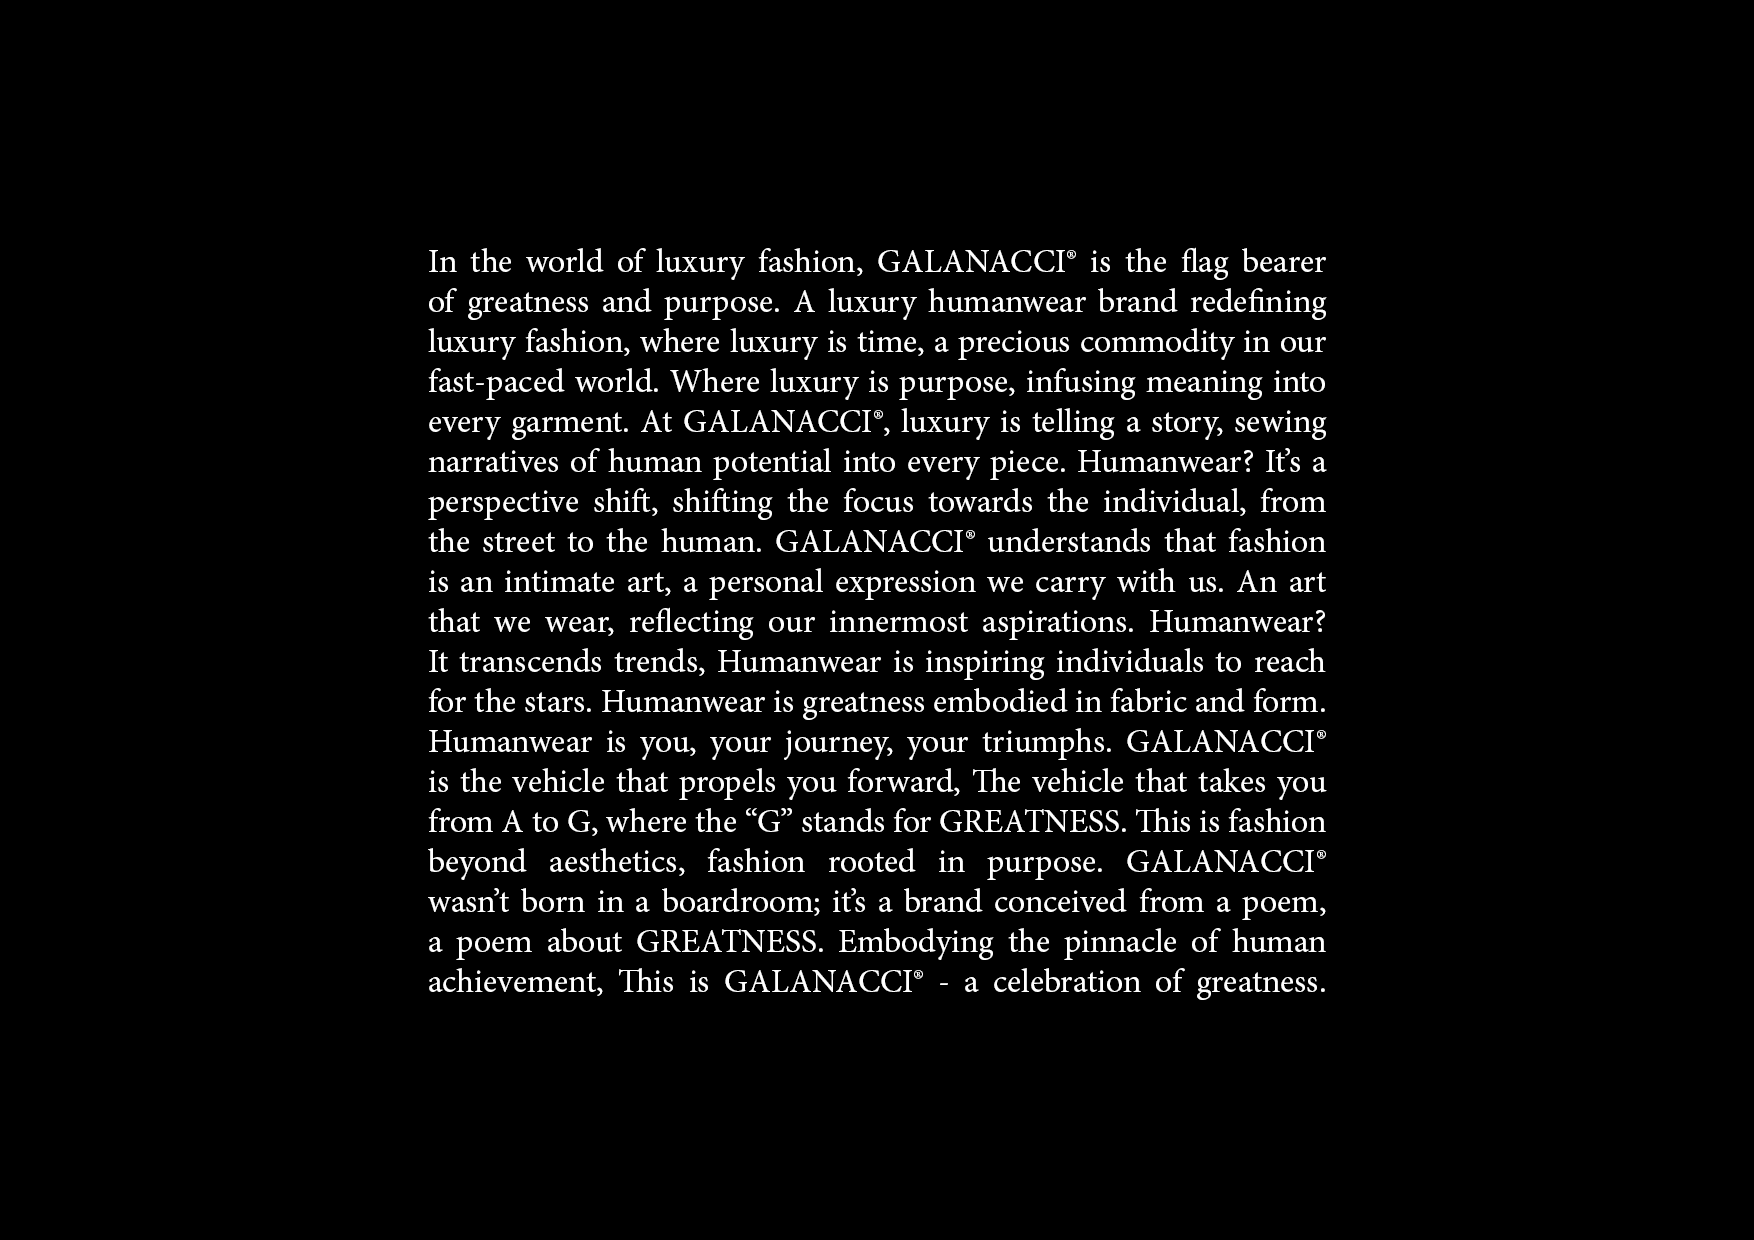 In the world of luxury fashion, GALANACCI® is the flag bearer
of greatness and purpose. A luxury humanwear brand redefining
luxury fashion, where luxury is time, a precious commodity in our
fast-paced world. Where luxury is purpose, infusing meaning into
every garment. At GALANACCI®, luxury is telling a story, sewing
narratives of human potential into every piece. Humanwear? It’s a
perspective shift, shifting the focus towards the individual, from
the street to the human. GALANACCI® understands that fashion
is an intimate art, a personal expression we carry with us. An art
that we wear, reflecting our innermost aspirations. Humanwear?
It transcends trends, Humanwear is inspiring individuals to reach
for the stars. Humanwear is greatness embodied in fabric and form.
Humanwear is you, your journey, your triumphs. GALANACCI®
is the vehicle that propels you forward, The vehicle that takes you
from A to G, where the “G” stands for GREATNESS. This is fashion
beyond aesthetics, fashion rooted in purpose. GALANACCI®
wasn’t born in a boardroom; it’s a brand conceived from a poem,
a poem about GREATNESS. Embodying the pinnacle of human
achievement, This is GALANACCI® - a celebration of greatness.